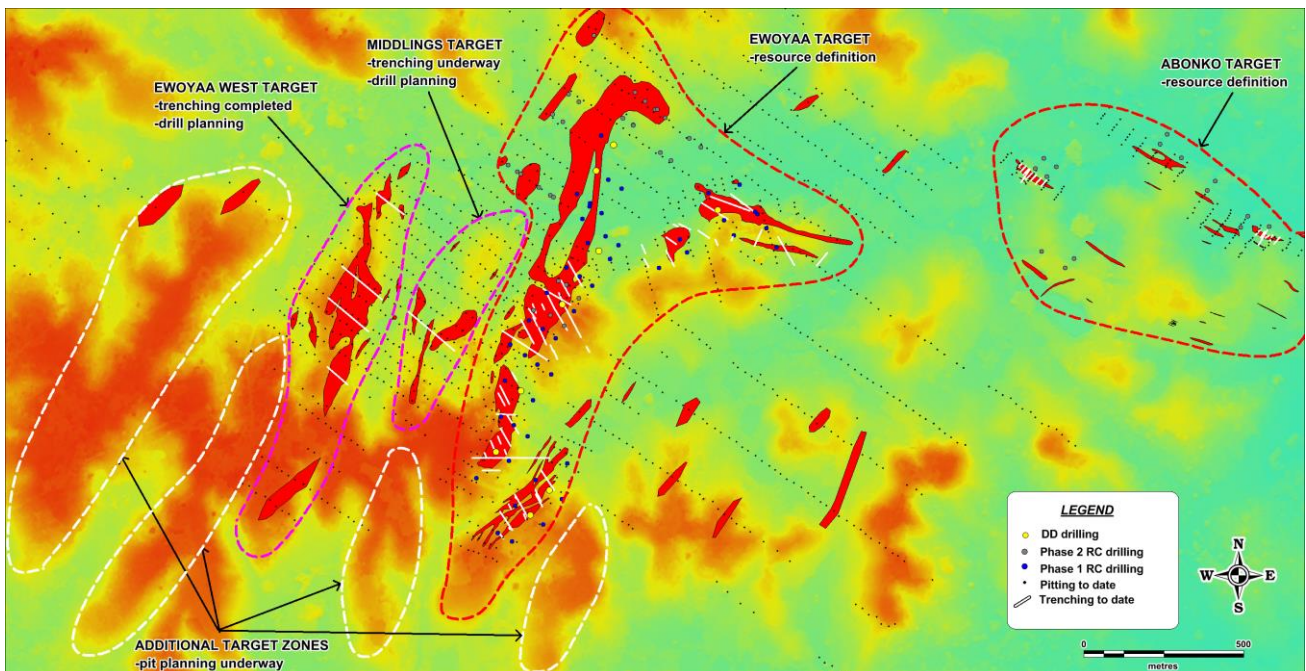 MIDDLINGS TARGET
-trenching underway
-drill planning
EWOYAA TARGET
-resource definition
ABONKO TARGET
-resource definition
EWOYAA WEST TARGET
-trenching completed
-drill planning
LEGEND
DD drilling
Phase 2 RC drilling
Phase 1 RC drilling
Pitting to date
Trenching to date
N
W E
S
0 500
metres
ADDITIONAL TARGET ZONES
-pit planning underway